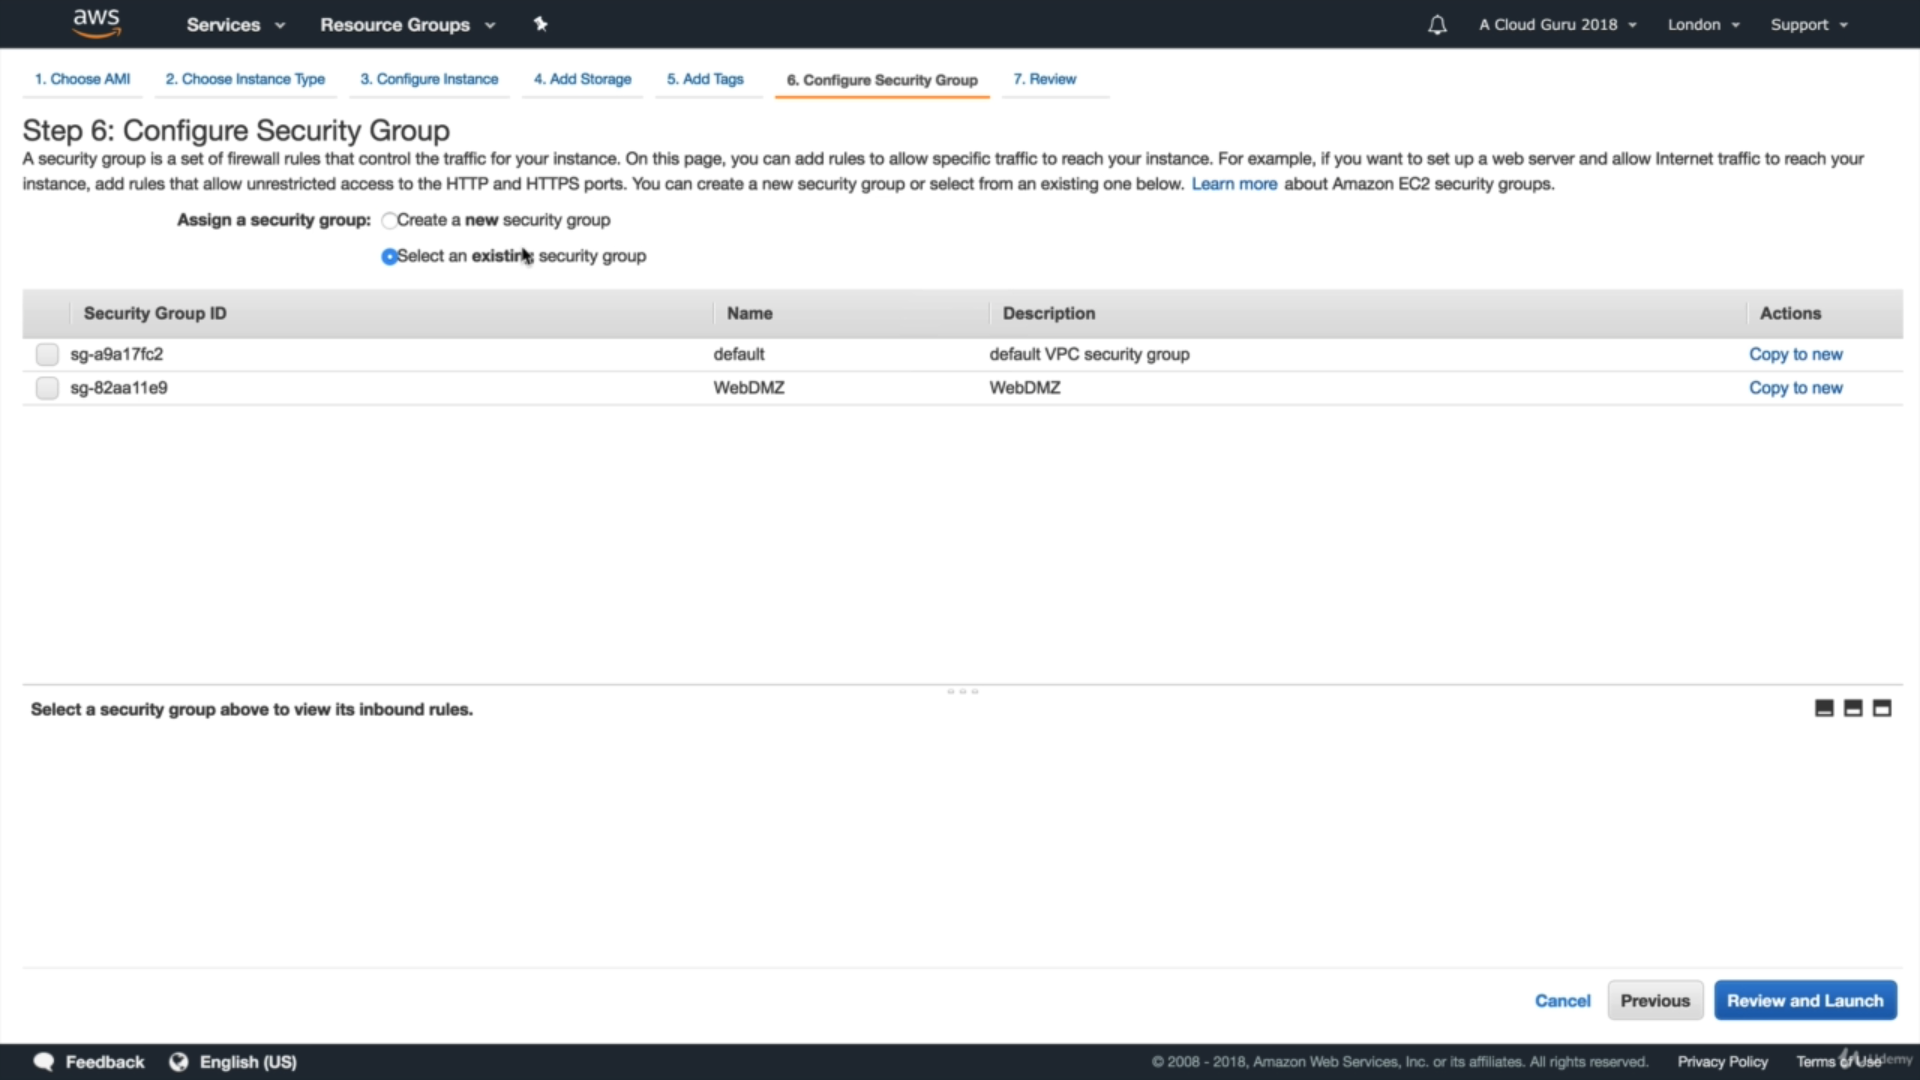 aws Services Resource Groups A Cloud Guru 2018 London Support
1. Choose AMI 2. Choose Instance Type 3. Configure Instance 4. Add Storage 5. Add Tags 6. Configure Security Group 7. Review
Step 6: Configure Security Group
A security group is a set of firewall rules that control the traffic for your instance. On this page, you can add rules to allow specific traffic to reach your instance. For example, if you want to set up a web server and allow Internet traffic to reach your
instance, add rules that allow unrestricted access to the HTTP and HTTPS ports. You can create a new security group or select from an existing one below. Learn more about Amazon EC2 security groups.
Assign a security group: Create a new security group
Select an existing security group
Security Group ID Name Description Actions
sg-a9a17fc2 default default VPC security group Copy to new
sg-82aa11e9 WebDMZ WebDMZ Copy to new
Select a security group above to view its inbound rules.
Cancel Previous Review and Launch
Feedback English (US) © 2008 - 2018, Amazon Web Services, Inc. or its affiliates. All rights reserved. Privacy Policy Terms of Use Udemy